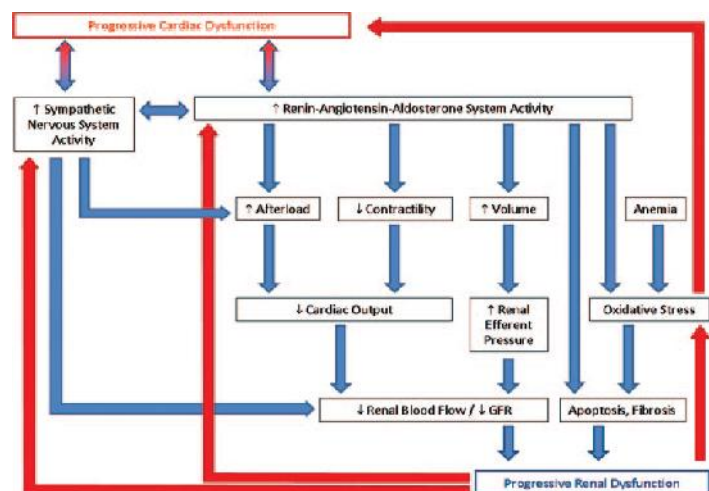 Progressive Cardiac Dysfunction
↑ Sympathetic
Nervous System
Activity
↑ Renin-Angiotensin-Aldosterone System Activity
↑ Afterload
↓ Contractility
↑ Volume
Anemia
↓ Cardiac Output
↑ Renal
Efferent
Pressure
Oxidative Stress
↓ Renal Blood Flow / ↓ GFR
Apoptosis, Fibrosis
Progressive Renal Dysfunction